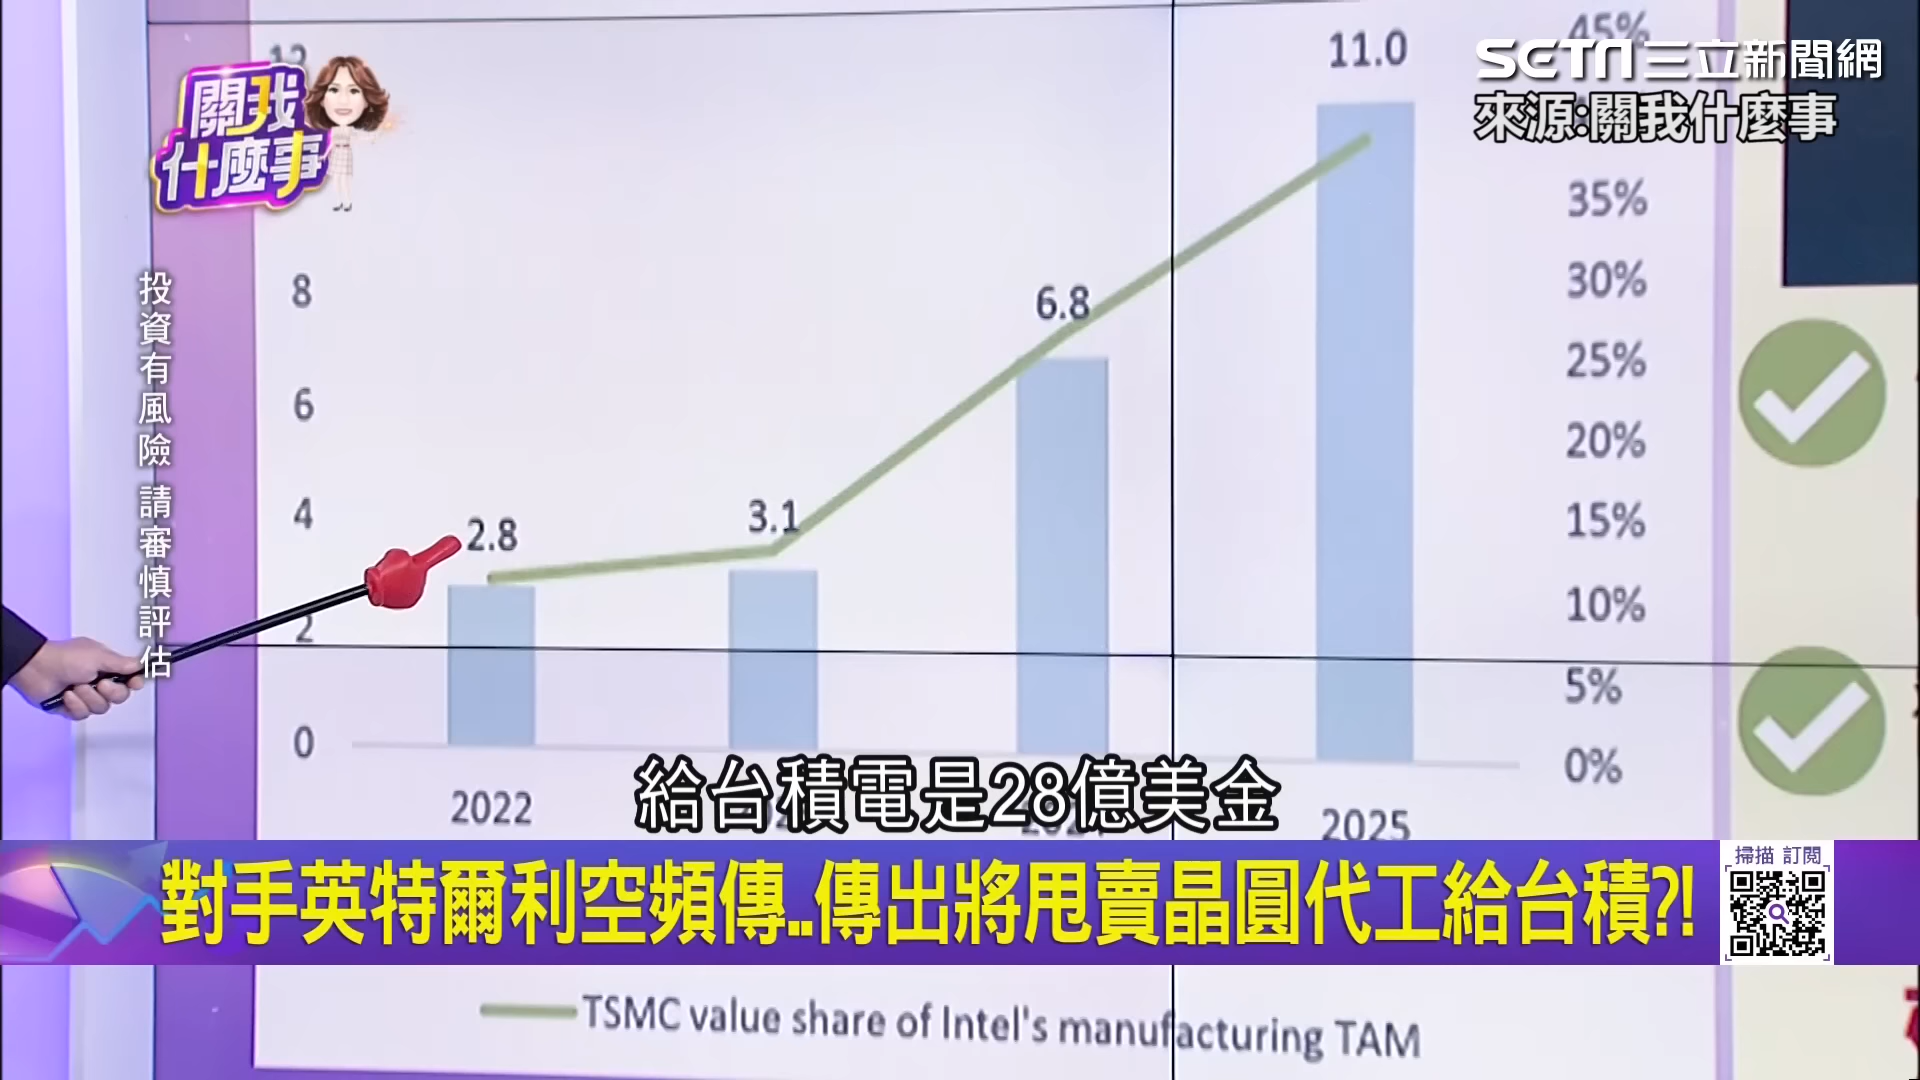 SETN三立新聞網
來源:關我什麼事
關我
什麼事
投資有風險 請審慎評估
12
8
6
4
2
0
2.8
3.1
6.8
11.0
45%
35%
30%
25%
20%
15%
10%
5%
0%
2022
2025
給台積電是28億美金
掃描 訂閱
對手英特爾利空頻傳..傳出將甩賣晶圓代工給台積?!
TSMC value share of Intel's manufacturing TAM